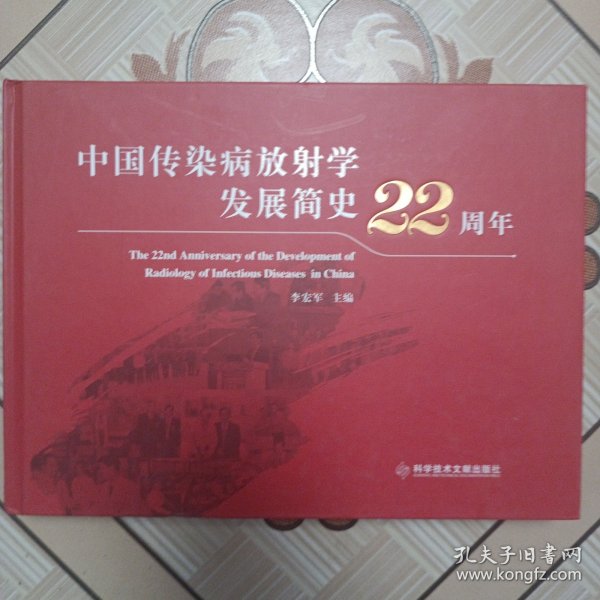 中国传染病放射学
发展简史22周年
The 22nd Anniversary of the Development of
Radiology of Infectious Diseases in China
李宏军 主编
科学技术文献出版社
孔夫子旧书网
www.kongfz.com